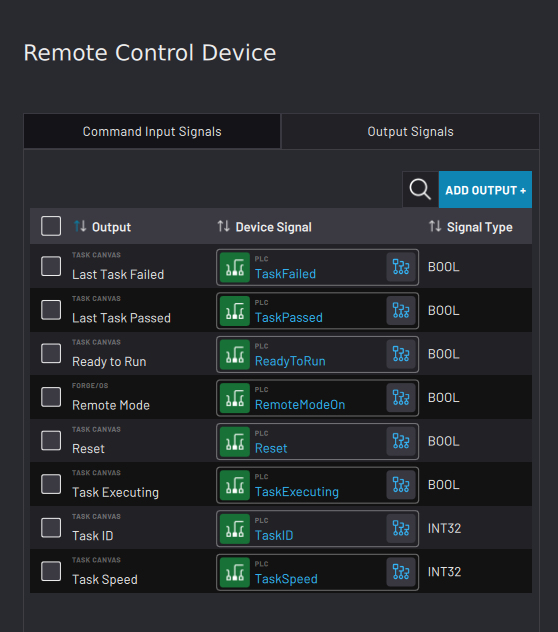 Remote Control Device
Command Input Signals
Output Signals
ADD OUTPUT +
Output Device Signal Signal Type
TASK CANVAS PLC
Last Task Failed TaskFailed BOOL
TASK CANVAS PLC
Last Task Passed TaskPassed BOOL
TASK CANVAS PLC
Ready to Run ReadyToRun BOOL
FORGE/OS PLC
Remote Mode RemoteModeOn BOOL
TASK CANVAS PLC
Reset Reset BOOL
TASK CANVAS PLC
Task Executing TaskExecuting BOOL
TASK CANVAS PLC
Task ID TaskID INT32
TASK CANVAS PLC
Task Speed TaskSpeed INT32